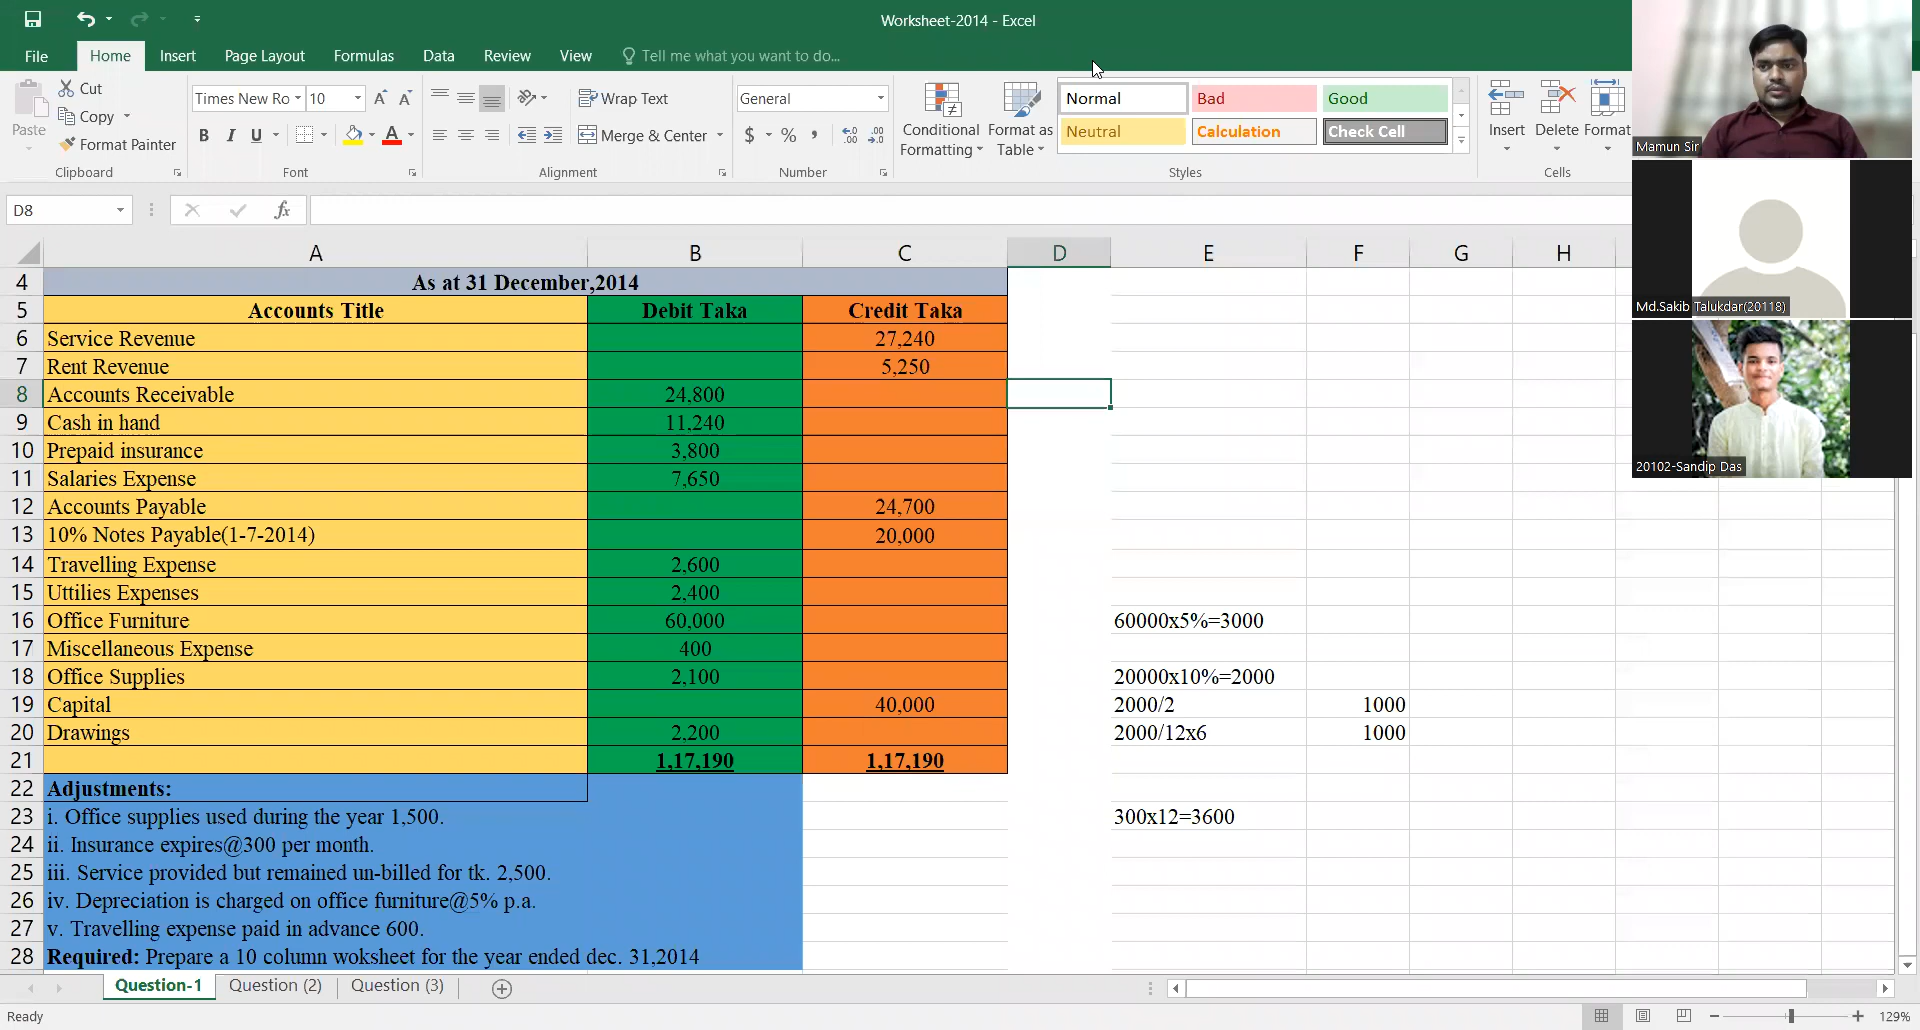 Worksheet-2014 - Excel
File Home Insert Page Layout Formulas Data Review View Tell me what you want to do...
Paste Cut Copy Format Painter Clipboard
Times New Ro 10 A A B I U A Font
Wrap Text Merge & Center Alignment
General $ % , Number
Conditional Formatting Format as Table
Normal Bad Good
Neutral Calculation Check Cell
Styles
Insert Delete Format Cells
Mamun Sir
Md.Sakib Talukdar(20118)
20102-Sandip Das
D8 fx
A B C D E F G H
4 As at 31 December,2014
5 Accounts Title Debit Taka Credit Taka
6 Service Revenue 27,240
7 Rent Revenue 5,250
8 Accounts Receivable 24,800
9 Cash in hand 11,240
10 Prepaid insurance 3,800
11 Salaries Expense 7,650
12 Accounts Payable 24,700
13 10% Notes Payable(1-7-2014) 20,000
14 Travelling Expense 2,600
15 Uttilies Expenses 2,400
16 Office Furniture 60,000 60000x5%=3000
17 Miscellaneous Expense 400
18 Office Supplies 2,100 20000x10%=2000
19 Capital 40,000 2000/2 1000
20 Drawings 2,200 2000/12x6 1000
21 1,17,190 1,17,190
22 Adjustments:
23 i. Office supplies used during the year 1,500. 300x12=3600
24 ii. Insurance expires@300 per month.
25 iii. Service provided but remained un-billed for tk. 2,500.
26 iv. Depreciation is charged on office furniture@5% p.a.
27 v. Travelling expense paid in advance 600.
28 Required: Prepare a 10 column woksheet for the year ended dec. 31,2014
Question-1 Question (2) Question (3)
Ready 129%